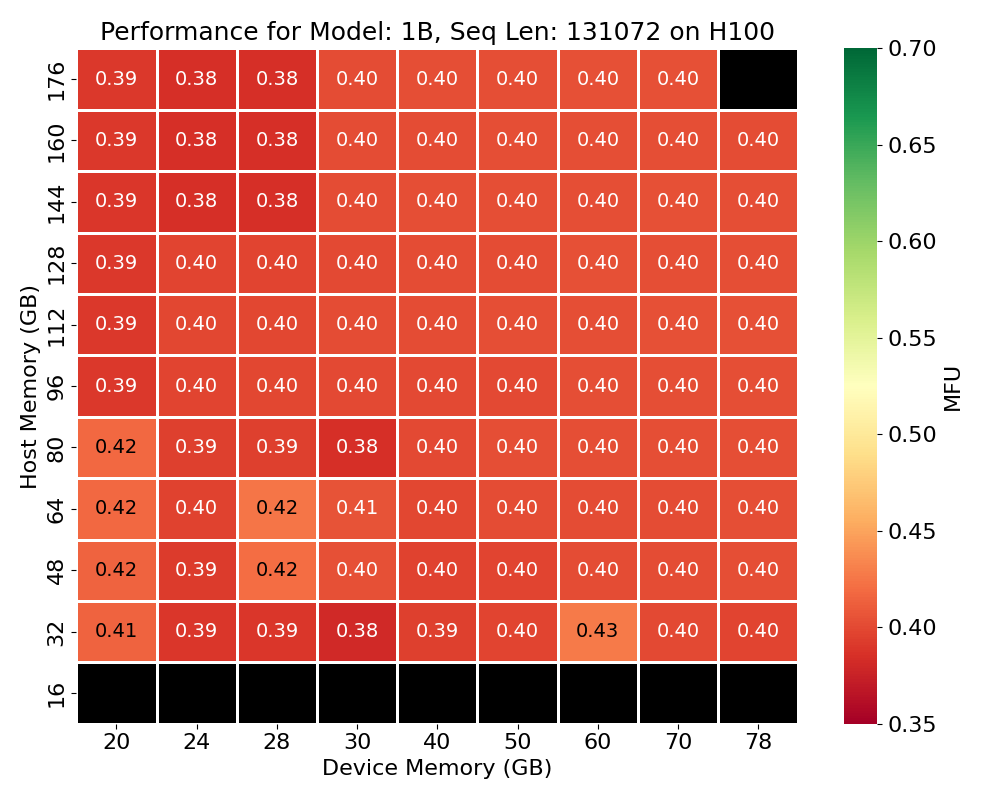 Performance for Model: 1B, Seq Len: 131072 on H100
176 0.39 0.38 0.38 0.40 0.40 0.40 0.40 0.40
160 0.39 0.38 0.38 0.40 0.40 0.40 0.40 0.40 0.40
144 0.39 0.38 0.38 0.40 0.40 0.40 0.40 0.40 0.40
128 0.39 0.40 0.40 0.40 0.40 0.40 0.40 0.40 0.40
112 0.39 0.40 0.40 0.40 0.40 0.40 0.40 0.40 0.40
96 0.39 0.40 0.40 0.40 0.40 0.40 0.40 0.40 0.40
80 0.42 0.39 0.39 0.38 0.40 0.40 0.40 0.40 0.40
64 0.42 0.40 0.42 0.41 0.40 0.40 0.40 0.40 0.40
48 0.42 0.39 0.42 0.40 0.40 0.40 0.40 0.40 0.40
32 0.41 0.39 0.39 0.38 0.39 0.40 0.43 0.40 0.40
16
20 24 28 30 40 50 60 70 78
Device Memory (GB)
Host Memory (GB)
0.70
0.65
0.60
0.55
0.50
0.45
0.40
0.35
MFU